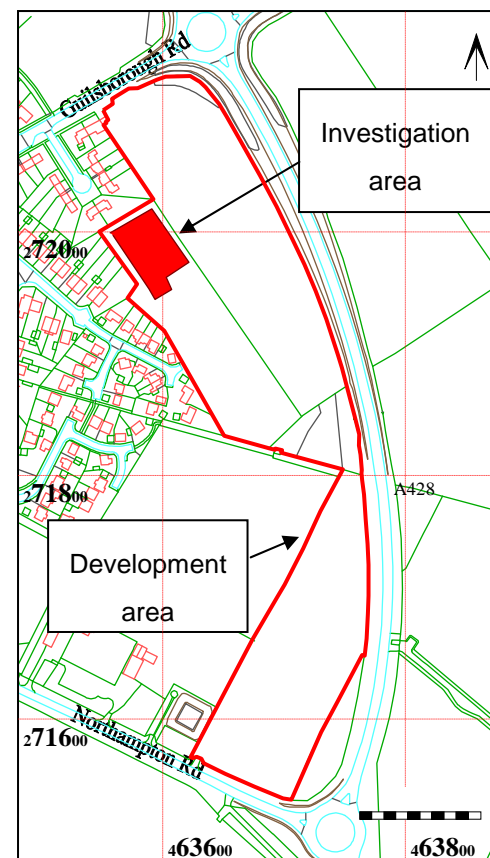 Guilsborough Rd
Investigation
area
272000
271800
A428
Development
area
271600
Northampton Rd
463600
463800